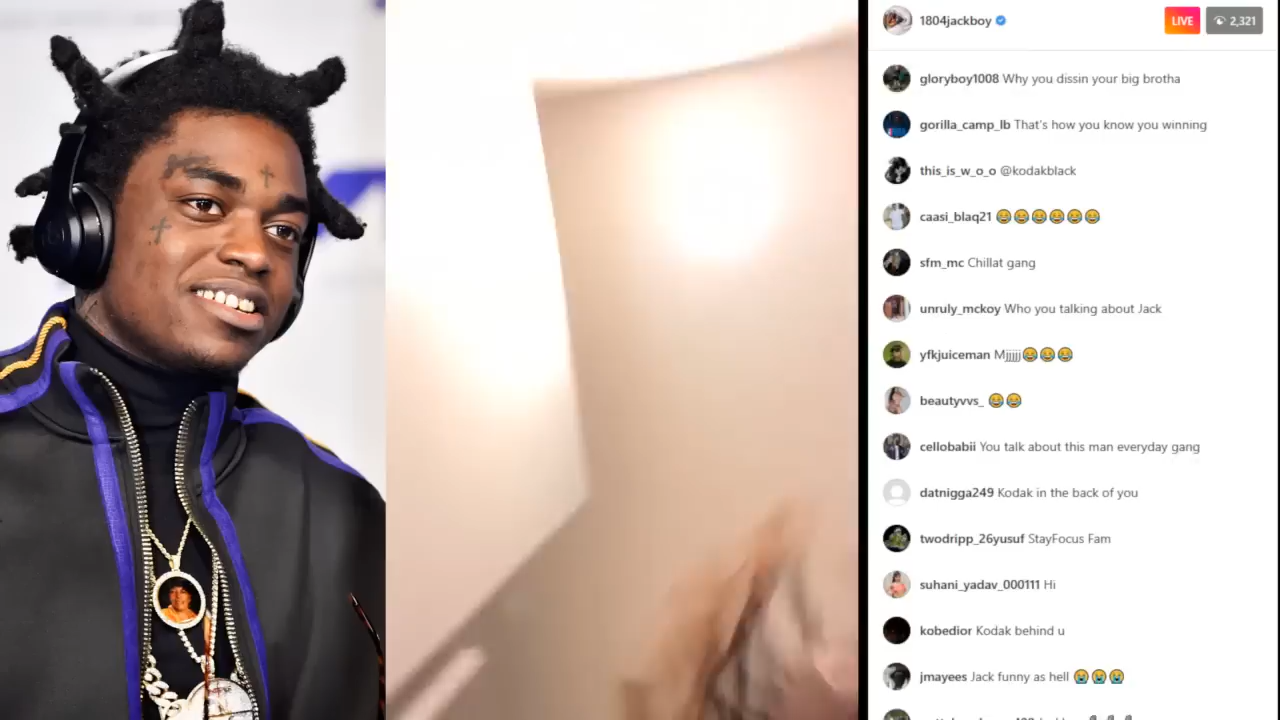 1804jackboy
LIVE 2,321
gloryboy1008 Why you dissin your big brotha
gorilla_camp_lb That's how you know you winning
this_is_w_o_o @kodakblack
caasi_blaq21 😂😂😂😂😂😂
sfm_mc Chillat gang
unruly_mckoy Who you talking about Jack
yfkjuiceman Mjjjjj😂😂😂
beautyvvs_ 😂😂
cellobabii You talk about this man everyday gang
datnigga249 Kodak in the back of you
twodripp_26yusuf StayFocus Fam
suhani_yadav_000111 Hi
kobedior Kodak behind u
jmayees Jack funny as hell 😭😭😭